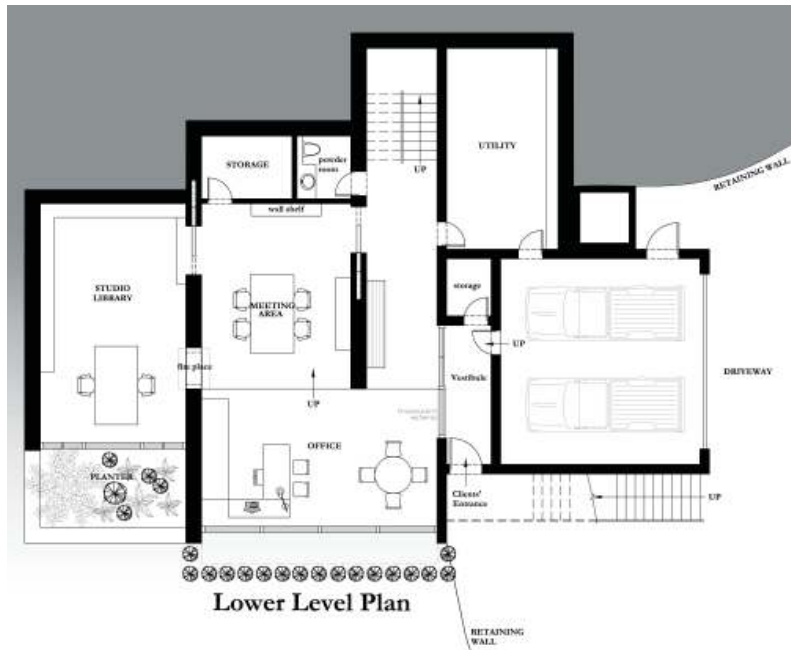 RETAINING WALL
UTILITY
STORAGE
powder
room
UP
wall shelf
STUDIO
LIBRARY
MEETING
AREA
storage
UP
DRIVEWAY
fire place
Vestibule
UP
OFFICE
PLANTER
Clients'
Entrance
UP
Lower Level Plan
RETAINING
WALL